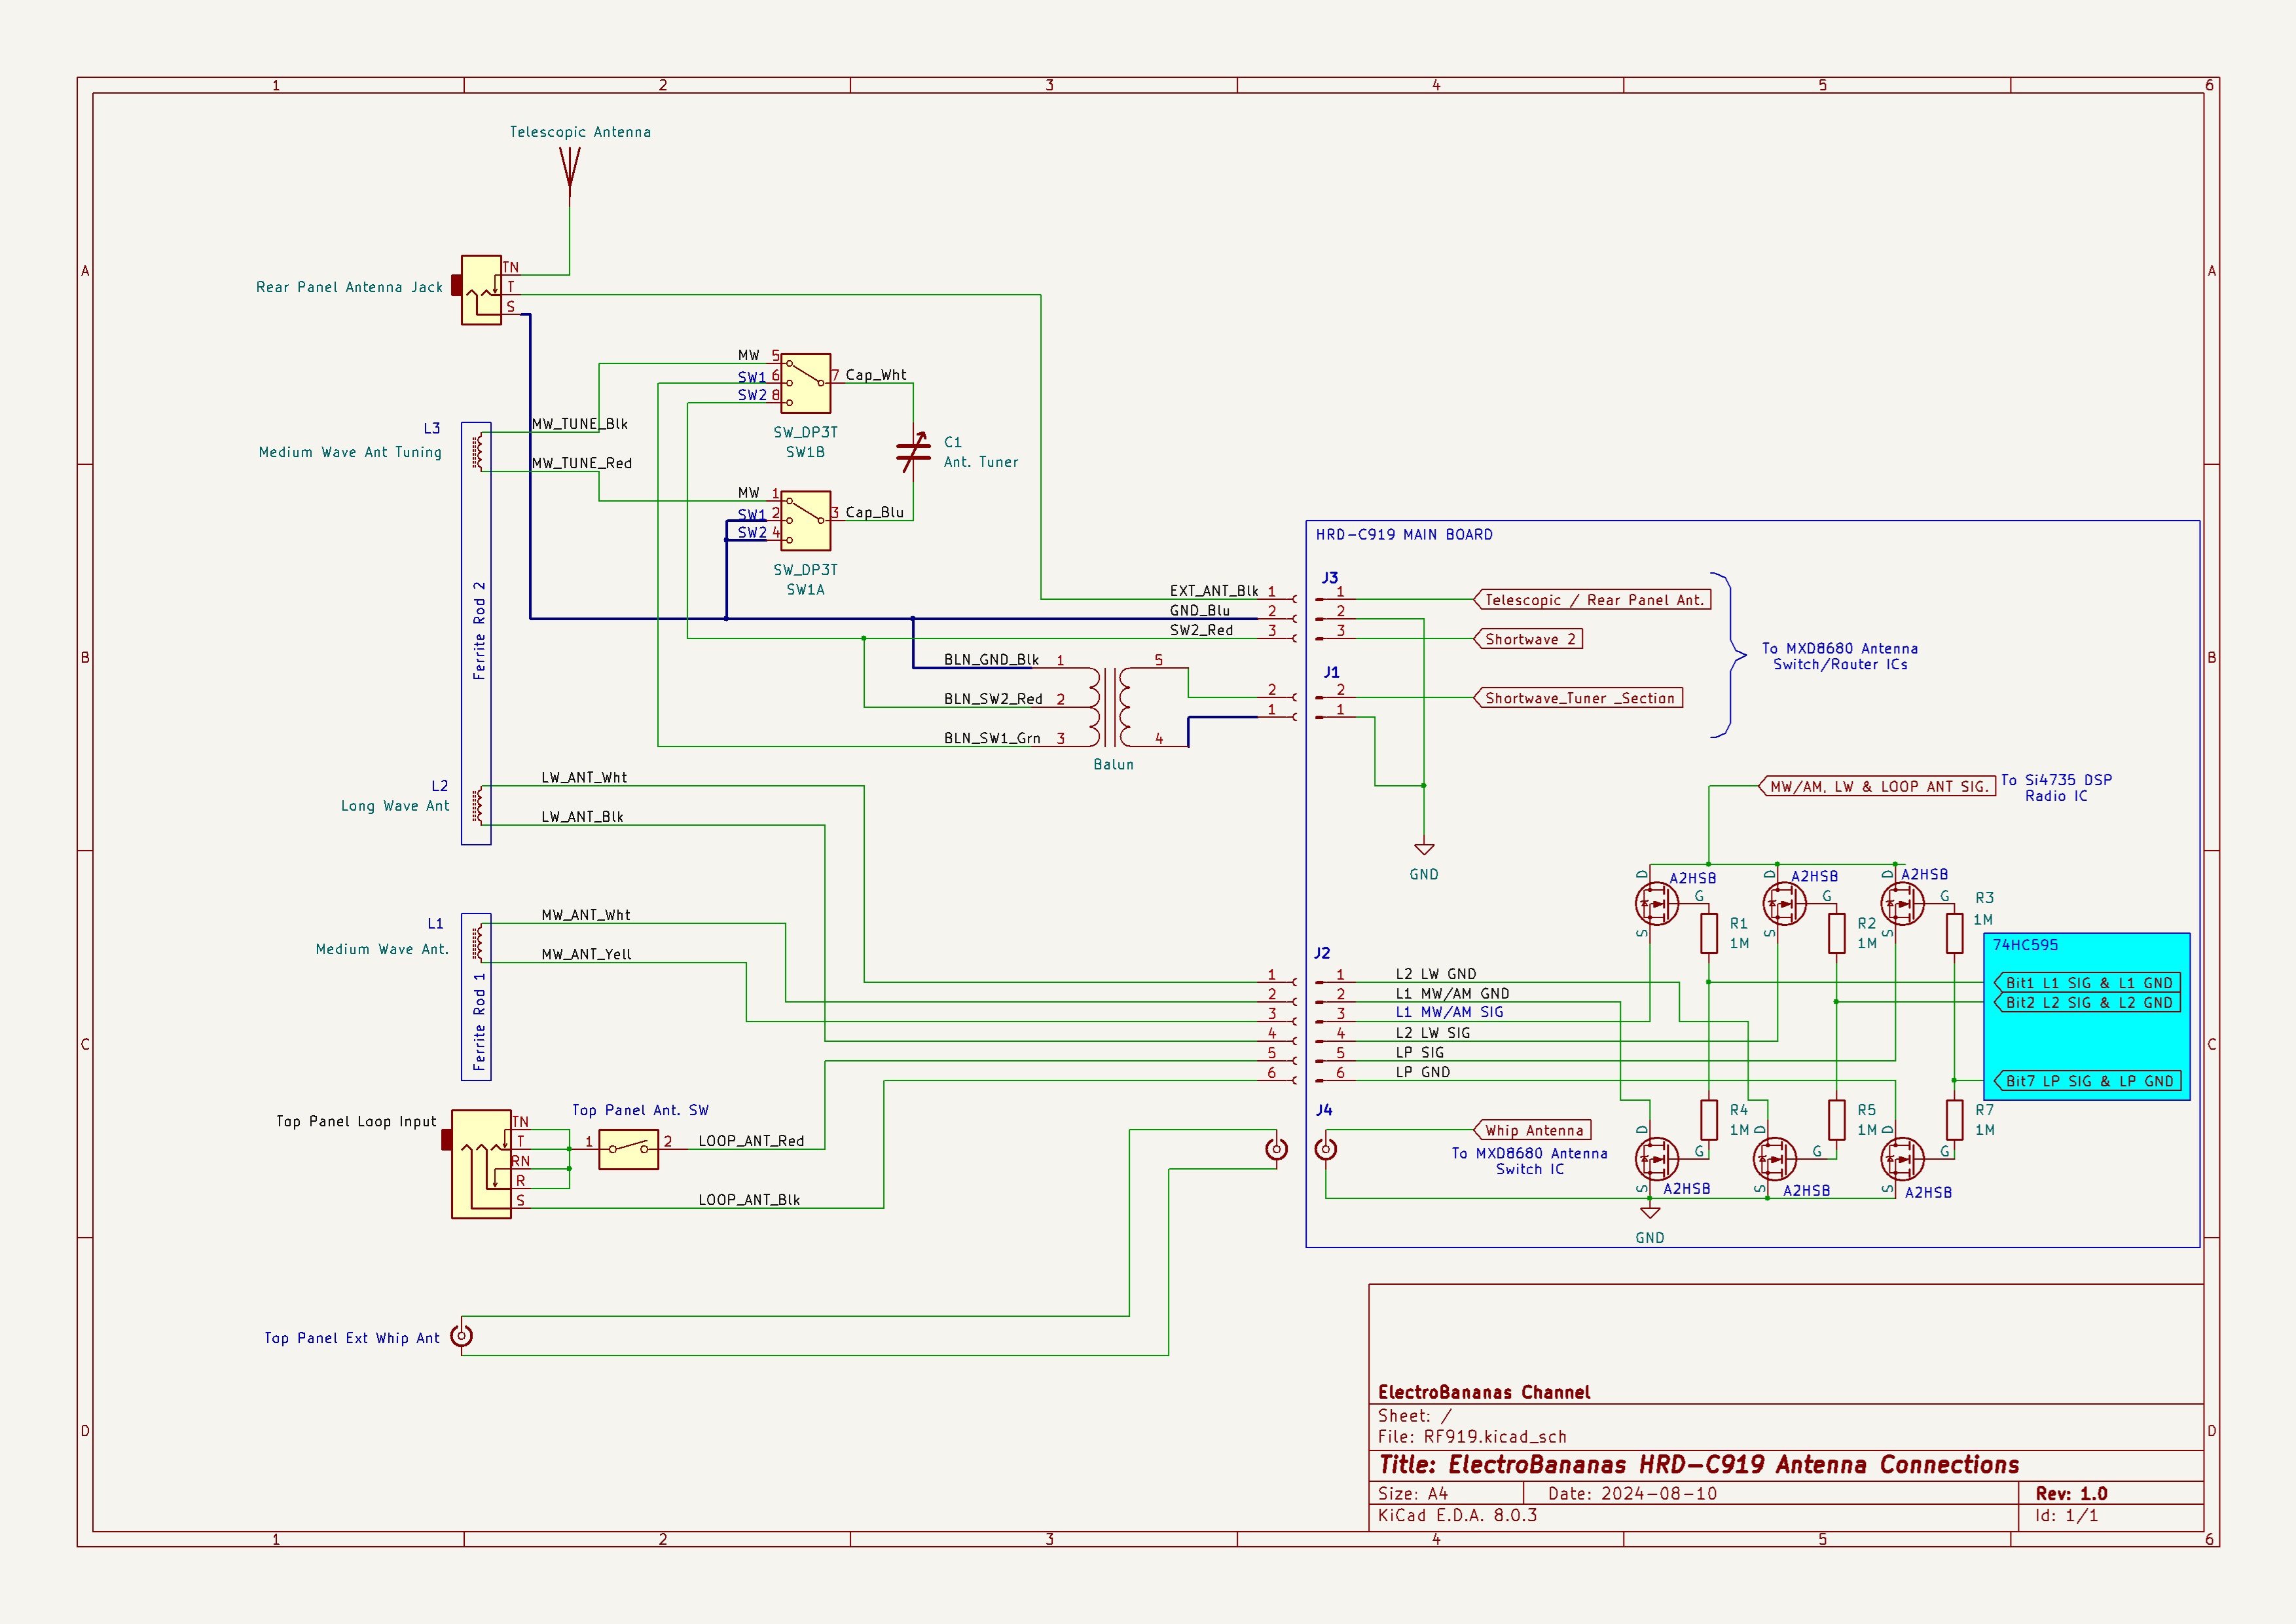 1 2 3 4 5 6
Telescopic Antenna
A A
TN
Rear Panel Antenna Jack T
S
MW 5
SW1 6 7 Cap_Wht
SW2 8
MW_TUNE_Blk
L3
SW_DP3T
SW1B
C1
Ant. Tuner
Medium Wave Ant Tuning
MW_TUNE_Red
MW 1
SW1 2 3 Cap_Blu
SW2 4
SW_DP3T
SW1A
Ferrite Rod 2
HRD-C919 MAIN BOARD
J3
EXT_ANT_Blk 1 1 Telescopic / Rear Panel Ant.
GND_Blu 2 2
SW2_Red 3 3 Shortwave 2
To MXD8680 Antenna
Switch/Router ICs
B B
BLN_GND_Blk 1 5
J1
2 2 Shortwave_Tuner _Section
BLN_SW2_Red 2
1 1
BLN_SW1_Grn 3 4
Balun
LW_ANT_Wht
L2
Long Wave Ant
LW_ANT_Blk
MW/AM, LW & LOOP ANT SIG.
To Si4735 DSP
Radio IC
GND
D A2HSB D A2HSB D A2HSB
G G G
R1
1M
R2
1M
R3
1M
S S S
L1
MW_ANT_Wht
Medium Wave Ant.
MW_ANT_Yell
Ferrite Rod 1
J2
74HC595
1 1 L2 LW GND
2 2 L1 MW/AM GND
3 3 L1 MW/AM SIG
4 4 L2 LW SIG
5 5 LP SIG
6 6 LP GND
Bit1 L1 SIG & L1 GND
Bit2 L2 SIG & L2 GND
Bit7 LP SIG & LP GND
C C
Top Panel Loop Input
TN
T
RN
R
S
Top Panel Ant. SW
1 2 LOOP_ANT_Red
LOOP_ANT_Blk
J4
Whip Antenna
To MXD8680 Antenna
Switch IC
R4
1M
R5
1M
R7
1M
D D D
G G G
S A2HSB S A2HSB S A2HSB
GND
Top Panel Ext Whip Ant
D D
ElectroBananas Channel
Sheet: /
File: RF919.kicad_sch
Title: ElectroBananas HRD-C919 Antenna Connections
Size: A4 Date: 2024-08-10 Rev: 1.0
KiCad E.D.A. 8.0.3 Id: 1/1
1 2 3 4 5 6